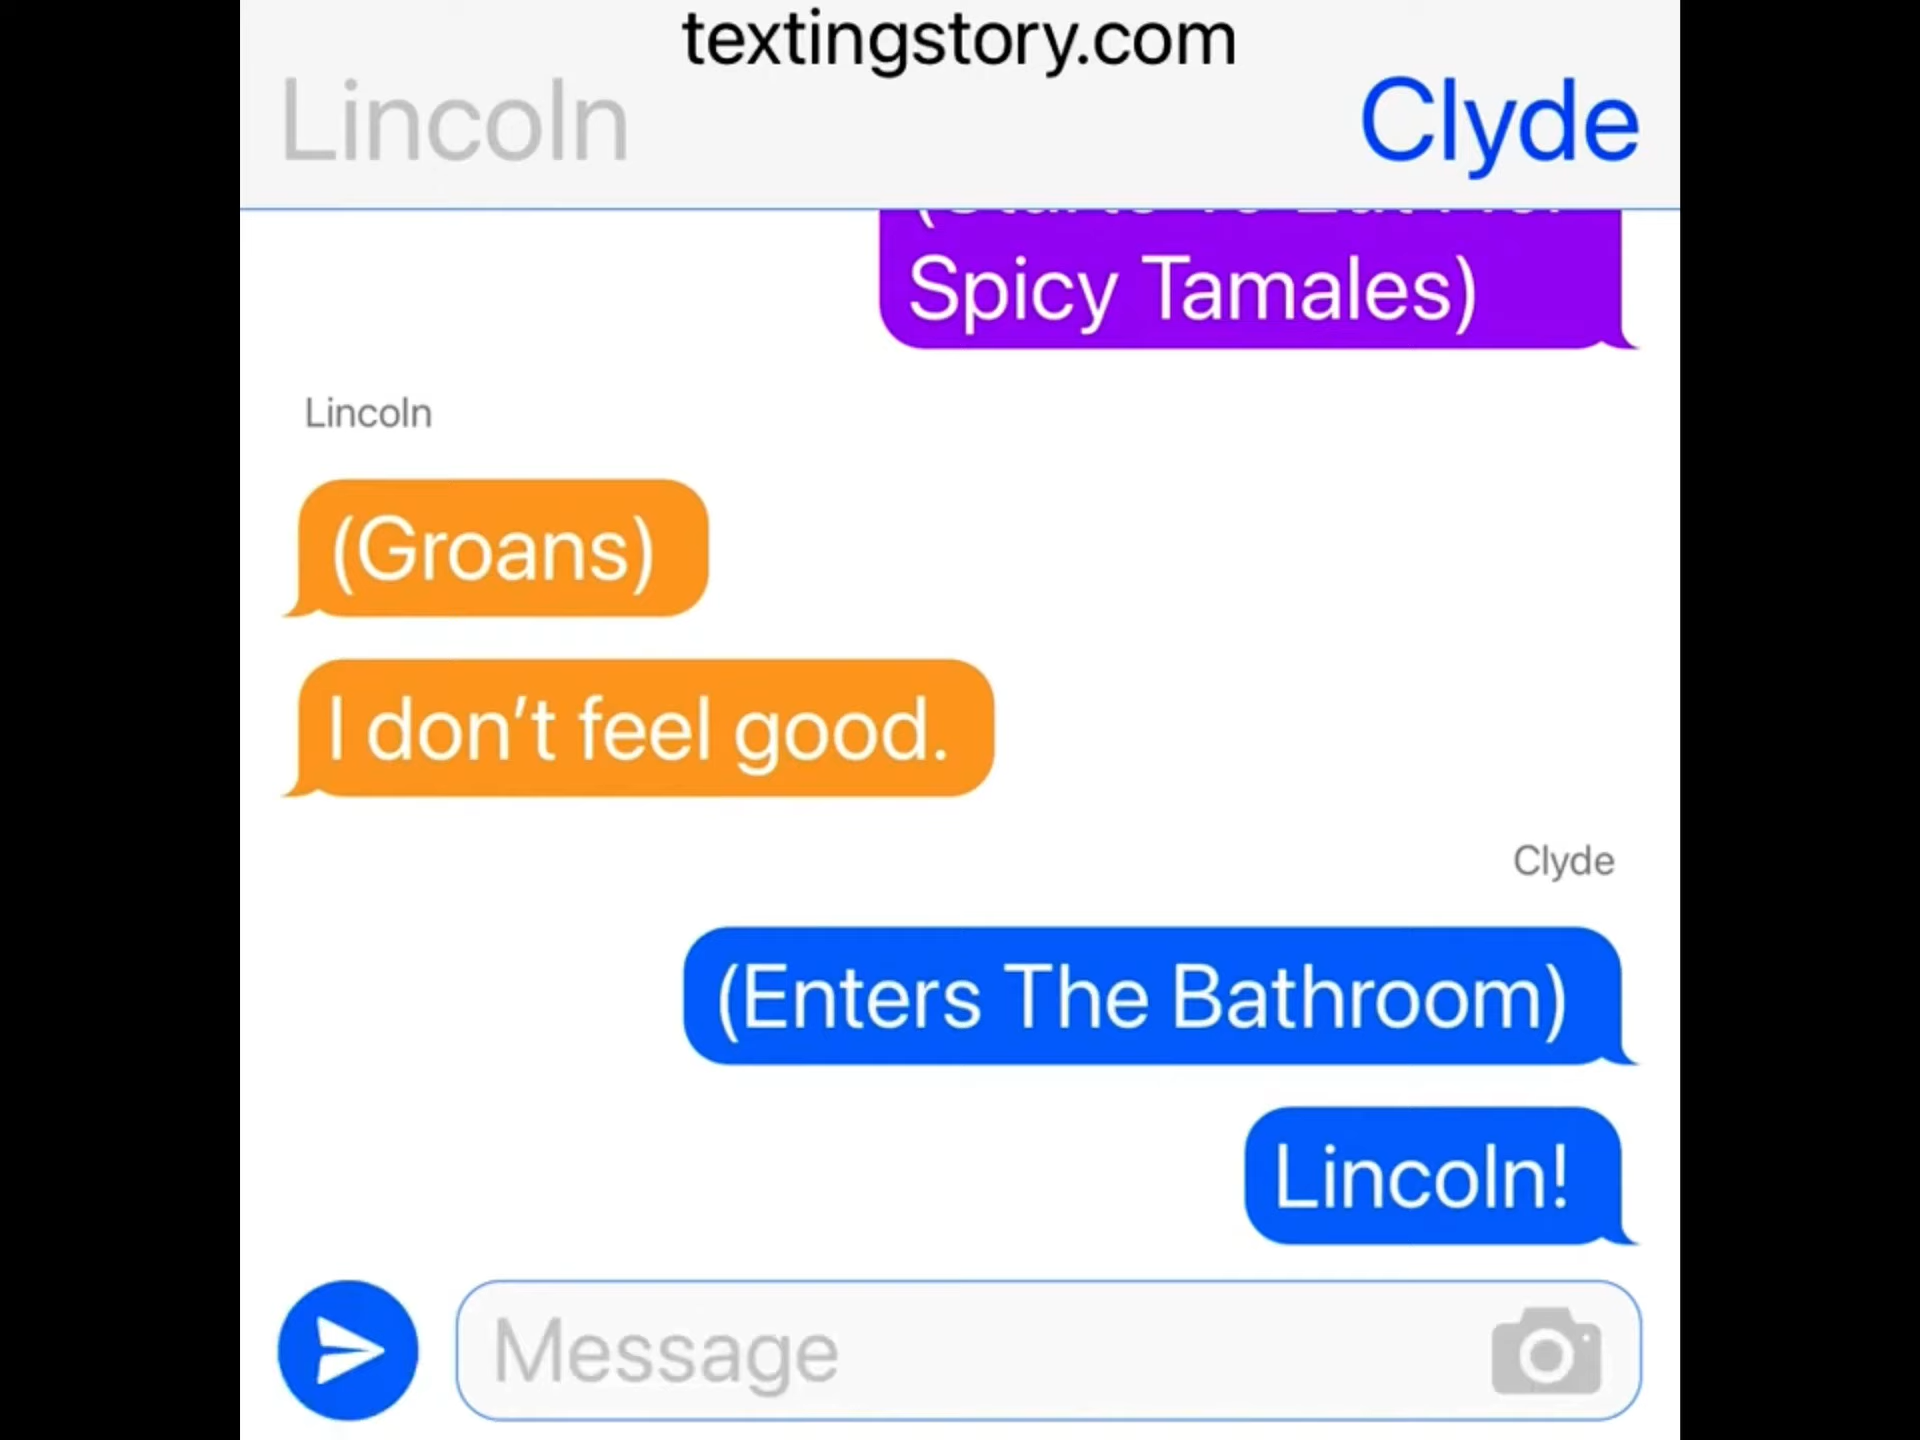 textingstory.com
Lincoln
Clyde
Spicy Tamales)
Lincoln
(Groans)
I don’t feel good.
Clyde
(Enters The Bathroom)
Lincoln!
Message